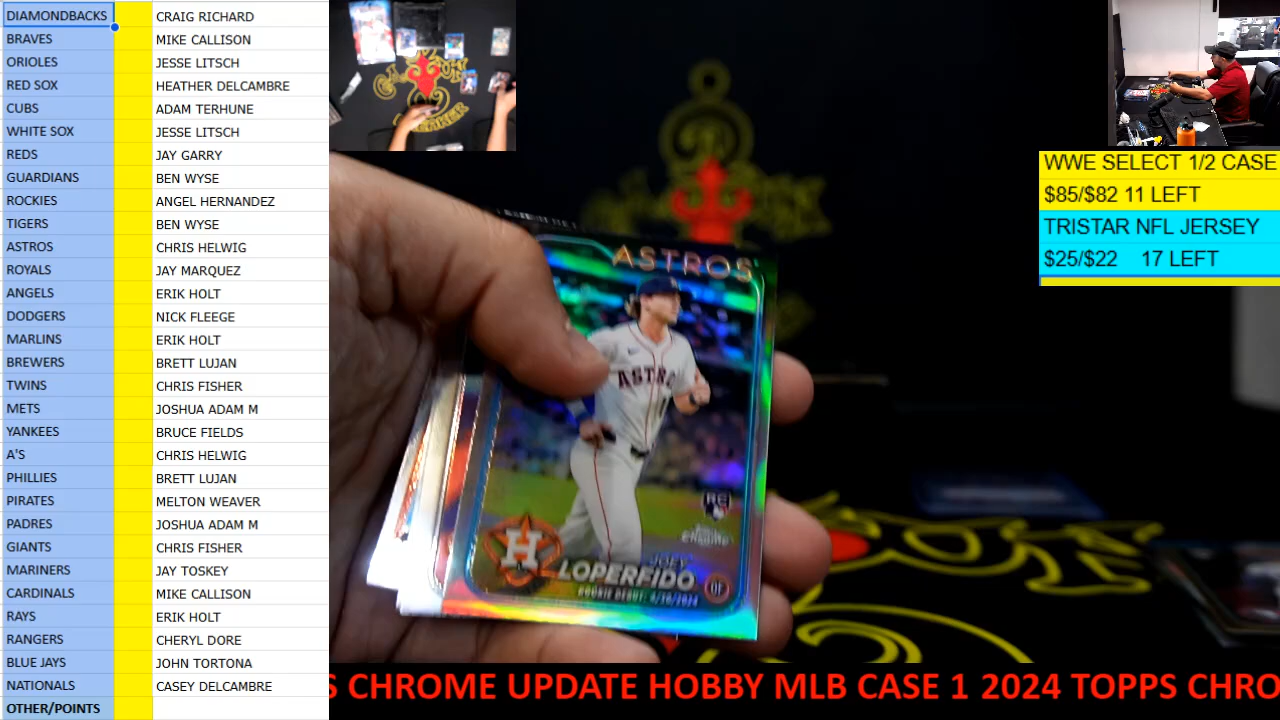 DIAMONDBACKS CRAIG RICHARD
BRAVES MIKE CALLISON
ORIOLES JESSE LITSCH
RED SOX HEATHER DELCAMBRE
CUBS ADAM TERHUNE
WHITE SOX JESSE LITSCH
REDS JAY GARRY
GUARDIANS BEN WYSE
ROCKIES ANGEL HERNANDEZ
TIGERS BEN WYSE
ASTROS CHRIS HELWIG
ROYALS JAY MARQUEZ
ANGELS ERIK HOLT
DODGERS NICK FLEEGE
MARLINS ERIK HOLT
BREWERS BRETT LUJAN
TWINS CHRIS FISHER
METS JOSHUA ADAM M
YANKEES BRUCE FIELDS
A'S CHRIS HELWIG
PHILLIES BRETT LUJAN
PIRATES MELTON WEAVER
PADRES JOSHUA ADAM M
GIANTS CHRIS FISHER
MARINERS JAY TOSKEY
CARDINALS MIKE CALLISON
RAYS ERIK HOLT
RANGERS CHERYL DORE
BLUE JAYS JOHN TORTONA
NATIONALS CASEY DELCAMBRE
OTHER/POINTS
WWE SELECT 1/2 CASE
$85/$82 11 LEFT
TRISTAR NFL JERSEY
$25/$22 17 LEFT
ASTROS
ASTRO
RC
Chrome
H
JOEY
LOPERFIDO OF
S CHROME UPDATE HOBBY MLB CASE 1 2024 TOPPS CHRO